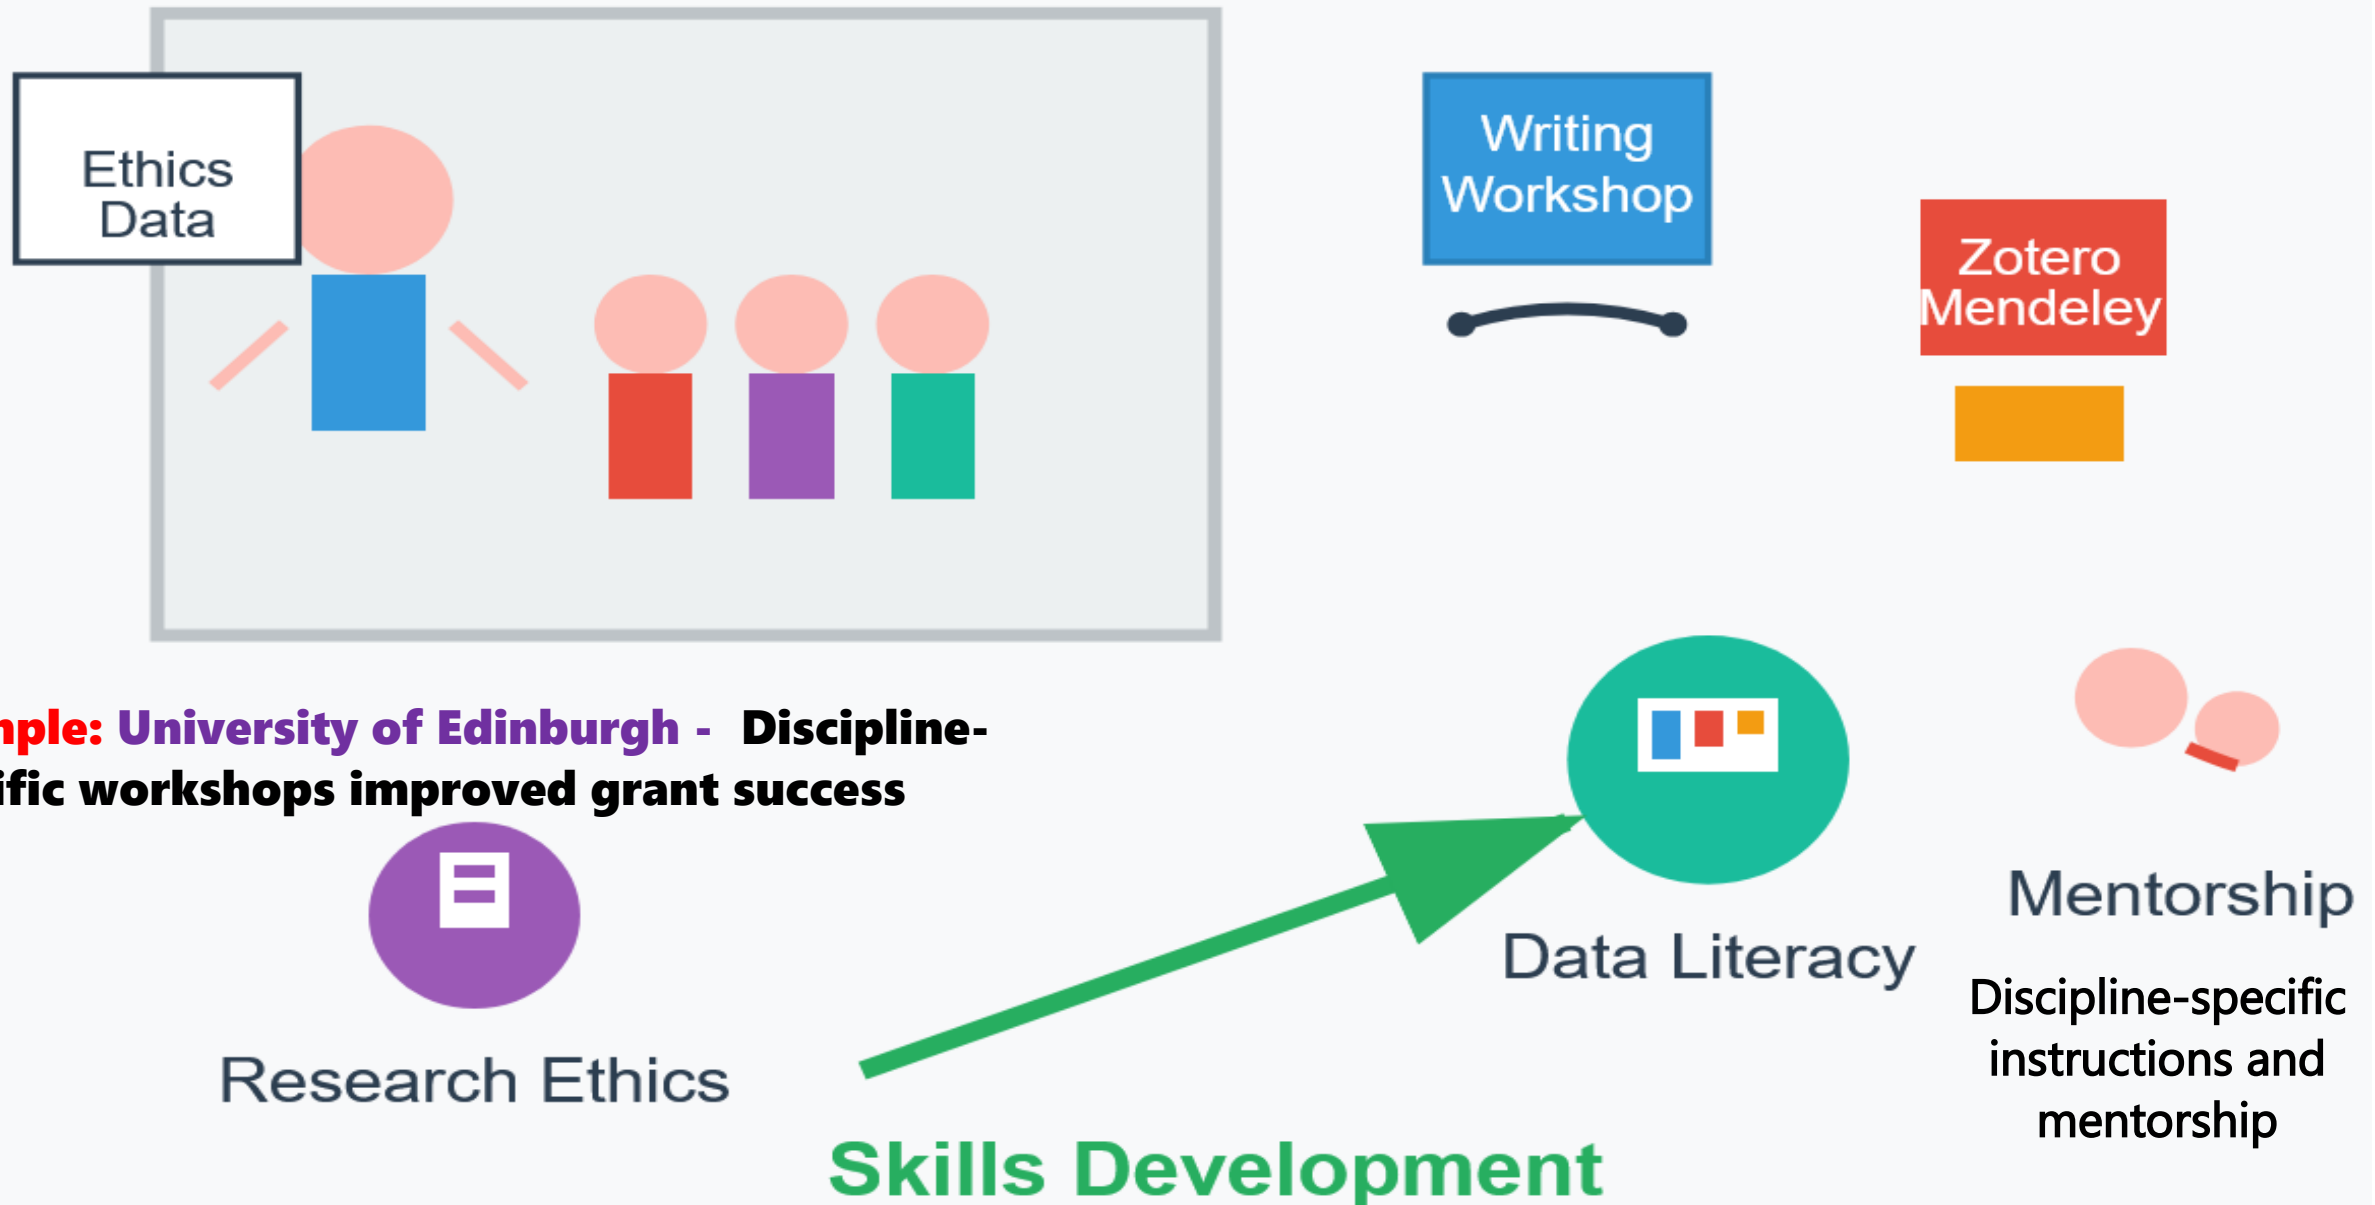 Ethics
Data
Writing
Workshop
Zotero
Mendeley
mple: University of Edinburgh - Discipline-
ific workshops improved grant success
Research Ethics
Data Literacy
Mentorship
Discipline-specific
instructions and
mentorship
Skills Development